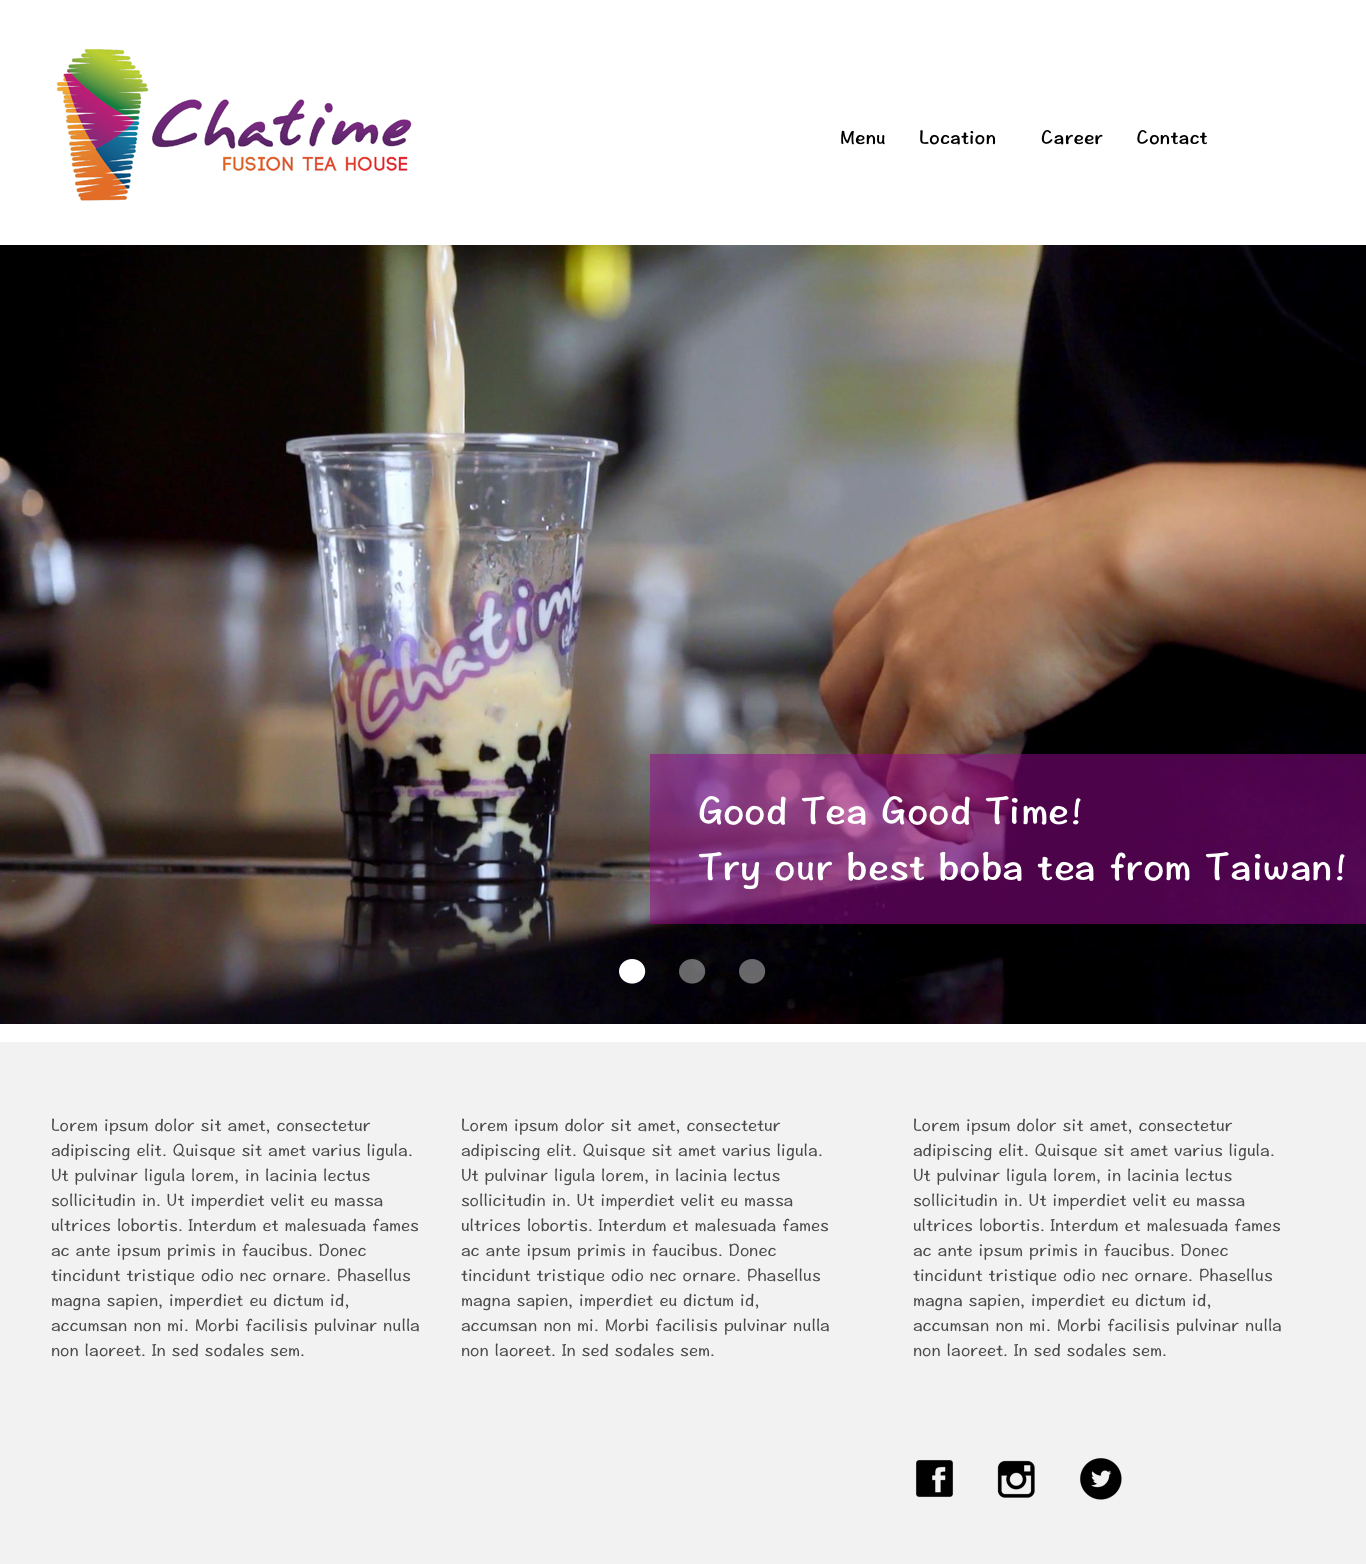 Chatime
FUSION TEA HOUSE
Menu Location Career Contact
Chatime
Good Tea Good Time!
Try our best boba tea from Taiwan!
Lorem ipsum dolor sit amet, consectetur
adipiscing elit. Quisque sit amet varius ligula.
Ut pulvinar ligula lorem, in lacinia lectus
sollicitudin in. Ut imperdiet velit eu massa
ultrices lobortis. Interdum et malesuada fames
ac ante ipsum primis in faucibus. Donec
tincidunt tristique odio nec ornare. Phasellus
magna sapien, imperdiet eu dictum id,
accumsan non mi. Morbi facilisis pulvinar nulla
non laoreet. In sed sodales sem.
Lorem ipsum dolor sit amet, consectetur
adipiscing elit. Quisque sit amet varius ligula.
Ut pulvinar ligula lorem, in lacinia lectus
sollicitudin in. Ut imperdiet velit eu massa
ultrices lobortis. Interdum et malesuada fames
ac ante ipsum primis in faucibus. Donec
tincidunt tristique odio nec ornare. Phasellus
magna sapien, imperdiet eu dictum id,
accumsan non mi. Morbi facilisis pulvinar nulla
non laoreet. In sed sodales sem.
Lorem ipsum dolor sit amet, consectetur
adipiscing elit. Quisque sit amet varius ligula.
Ut pulvinar ligula lorem, in lacinia lectus
sollicitudin in. Ut imperdiet velit eu massa
ultrices lobortis. Interdum et malesuada fames
ac ante ipsum primis in faucibus. Donec
tincidunt tristique odio nec ornare. Phasellus
magna sapien, imperdiet eu dictum id,
accumsan non mi. Morbi facilisis pulvinar nulla
non laoreet. In sed sodales sem.